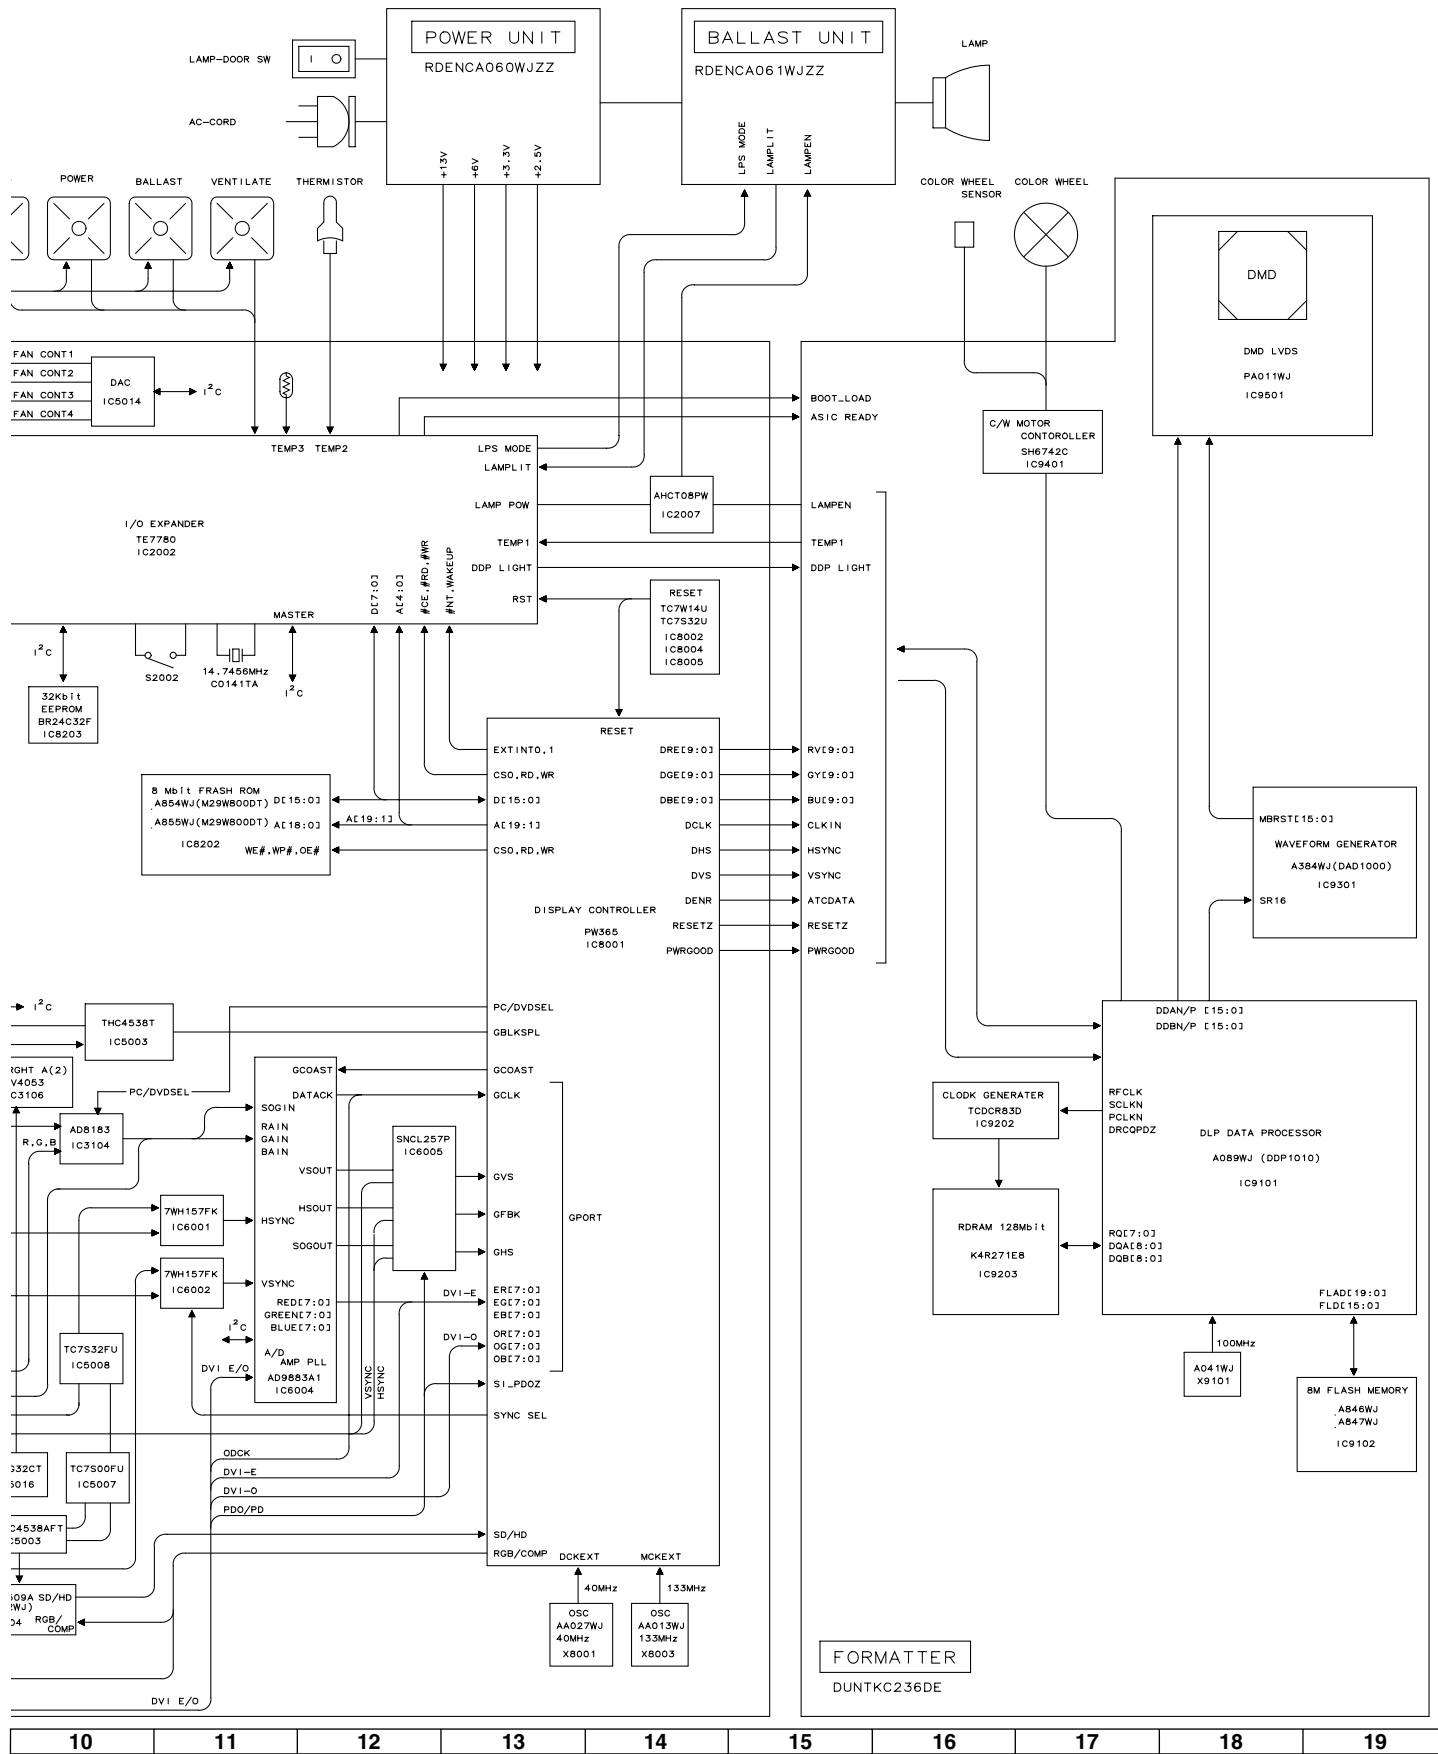 POWER UNIT
RDENCA060WJZZ
BALLAST UNIT
RDENCA061WJZZ
LAMP
LAMP-DOOR SW
AC-CORD
+13V
+6V
+3.3V
+2.5V
LPS MODE
LAMPLIT
LAMPEN
POWER
BALLAST
VENTILATE
THERMISTOR
COLOR WHEEL
SENSOR
COLOR WHEEL
DMD
DMD LVDS
PA011WJ
IC9501
FAN CONT1
FAN CONT2
FAN CONT3
FAN CONT4
DAC
IC5014
I²C
BOOT_LOAD
ASIC READY
C/W MOTOR
CONTOROLLER
SH6742C
IC9401
TEMP3
TEMP2
LPS MODE
LAMPLIT
LAMP POW
AHCT08PW
IC2007
LAMPEN
I/O EXPANDER
TE7780
IC2002
TEMP1
TEMP1
DDP LIGHT
DDP LIGHT
D[7:0]
A[4:0]
#CE,#RD,#WR
#NT,WAKEUP
RST
MASTER
RESET
TC7W14U
TC7S32U
IC8002
IC8004
IC8005
I²C
S2002
14.7456MHz
C0141TA
I²C
32Kbit
EEPROM
BR24C32F
IC8203
RESET
EXTINT0,1
CS0,RD,WR
D[15:0]
A[19:1]
CS0,RD,WR
DRE[9:0]
DGE[9:0]
DBE[9:0]
DCLK
DHS
DVS
DENR
RESETZ
PWRGOOD
RV[9:0]
GY[9:0]
BU[9:0]
CLKIN
HSYNC
VSYNC
ATCDATA
RESETZ
PWRGOOD
8 Mbit FRASH ROM
A854WJ(M29W800DT)
D[15:0]
A855WJ(M29W800DT)
A[18:0]
A[19:1]
IC8202
WE#,WP#,OE#
DISPLAY CONTROLLER
PW365
IC8001
MBRST[15:0]
WAVEFORM GENERATOR
A384WJ(DAD1000)
IC9301
SR16
I²C
THC4538T
IC5003
PC/DVDSEL
GBLKSPL
GCOAST
GCLK
DDAN/P [15:0]
DDBN/P [15:0]
PC/DVDSEL
AD8183
IC3104
R,G,B
GCOAST
DATACK
SOGIN
RAIN
GAIN
BAIN
VSOUT
HSOUT
SOGOUT
HSYNC
VSYNC
SNCL257P
IC6005
GVS
GFBK
GHS
GPORT
7WH157FK
IC6001
7WH157FK
IC6002
CLODK GENERATER
TCDCR83D
IC9202
RFCLK
SCLKN
PCLKN
DRCQPDZ
DLP DATA PROCESSOR
A089WJ (DDP1010)
IC9101
RDRAM 128Mbit
K4R271E8
IC9203
RQ[7:0]
DQA[8:0]
DQB[8:0]
FLAD[19:0]
FLD[15:0]
RED[7:0]
GREEN[7:0]
BLUE[7:0]
I²C
A/D
AMP PLL
AD9883A1
IC6004
DVI-E
ER[7:0]
EG[7:0]
EB[7:0]
DVI-O
OR[7:0]
OG[7:0]
OB[7:0]
SI_PDOZ
SYNC SEL
VSYNC
HSYNC
TC7S32FU
IC5008
DVI E/O
100MHz
A041WJ
X9101
8M FLASH MEMORY
A846WJ
A847WJ
IC9102
TC7S00FU
IC5007
ODCK
DVI-E
DVI-O
PDO/PD
SD/HD
RGB/COMP
DCKEXT
MCKEXT
40MHz
133MHz
OSC
AA027WJ
40MHz
X8001
OSC
AA013WJ
133MHz
X8003
SD/HD
RGB/
COMP
DVI E/O
FORMATTER
DUNTKC236DE
10 11 12 13 14 15 16 17 18 19